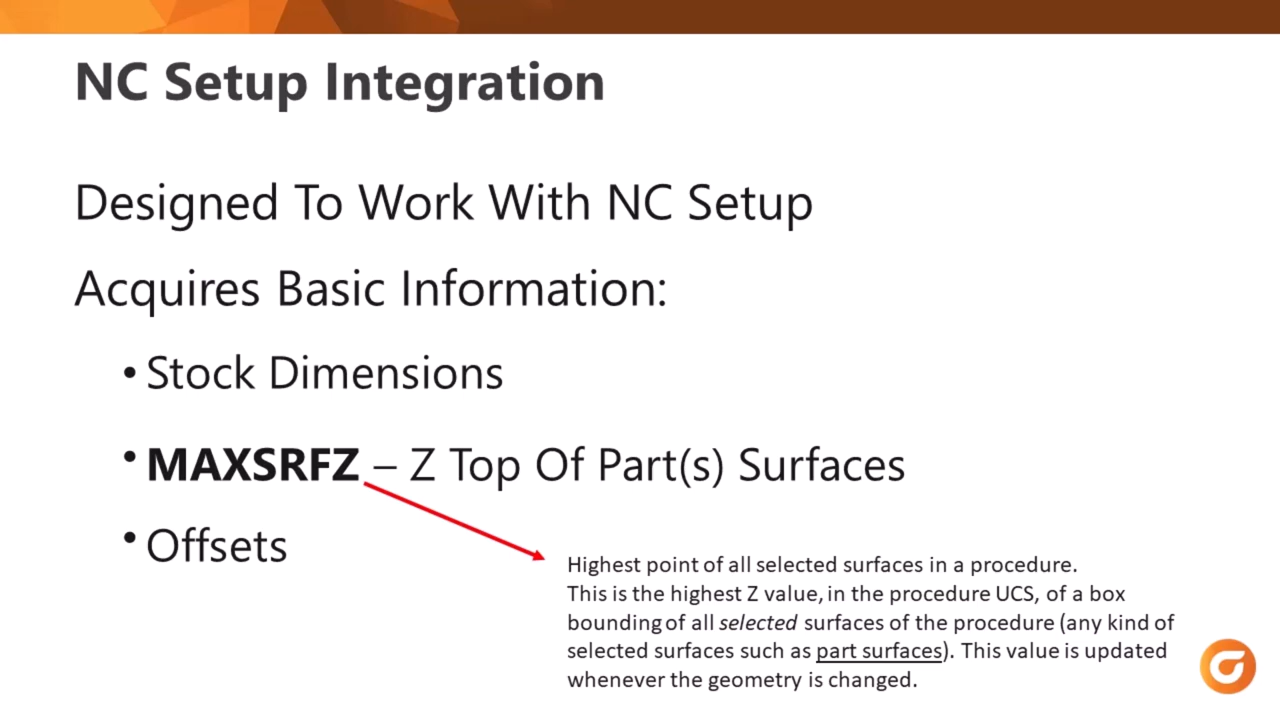 NC Setup Integration
Designed To Work With NC Setup
Acquires Basic Information:
• Stock Dimensions
• MAXSRFZ – Z Top Of Part(s) Surfaces
• Offsets
Highest point of all selected surfaces in a procedure.
This is the highest Z value, in the procedure UCS, of a box
bounding of all selected surfaces of the procedure (any kind of
selected surfaces such as part surfaces). This value is updated
whenever the geometry is changed.